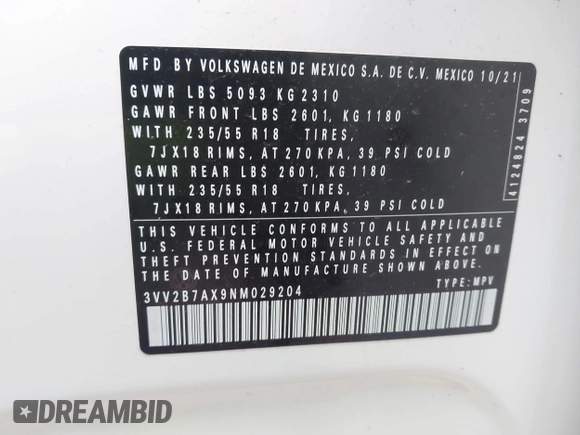 MFD BY VOLKSWAGEN DE MEXICO S.A. DE C.V. MEXICO 10/21
GVWR LBS 5093 KG 2310
GAWR FRONT LBS 2601, KG 1180
WITH 235/55 R18 TIRES,
7JX18 RIMS, AT 270 KPA, 39 PSI COLD
GAWR REAR LBS 2601, KG 1180
WITH 235/55 R18 TIRES,
7JX18 RIMS, AT 270 KPA, 39 PSI COLD
THIS VEHICLE CONFORMS TO ALL APPLICABLE
U.S. FEDERAL MOTOR VEHICLE SAFETY AND
THEFT PREVENTION STANDARDS IN EFFECT ON
THE DATE OF MANUFACTURE SHOWN ABOVE.
3VV2B7AX9NM029204 TYPE: MPV
4124824 3709
DREAMBID